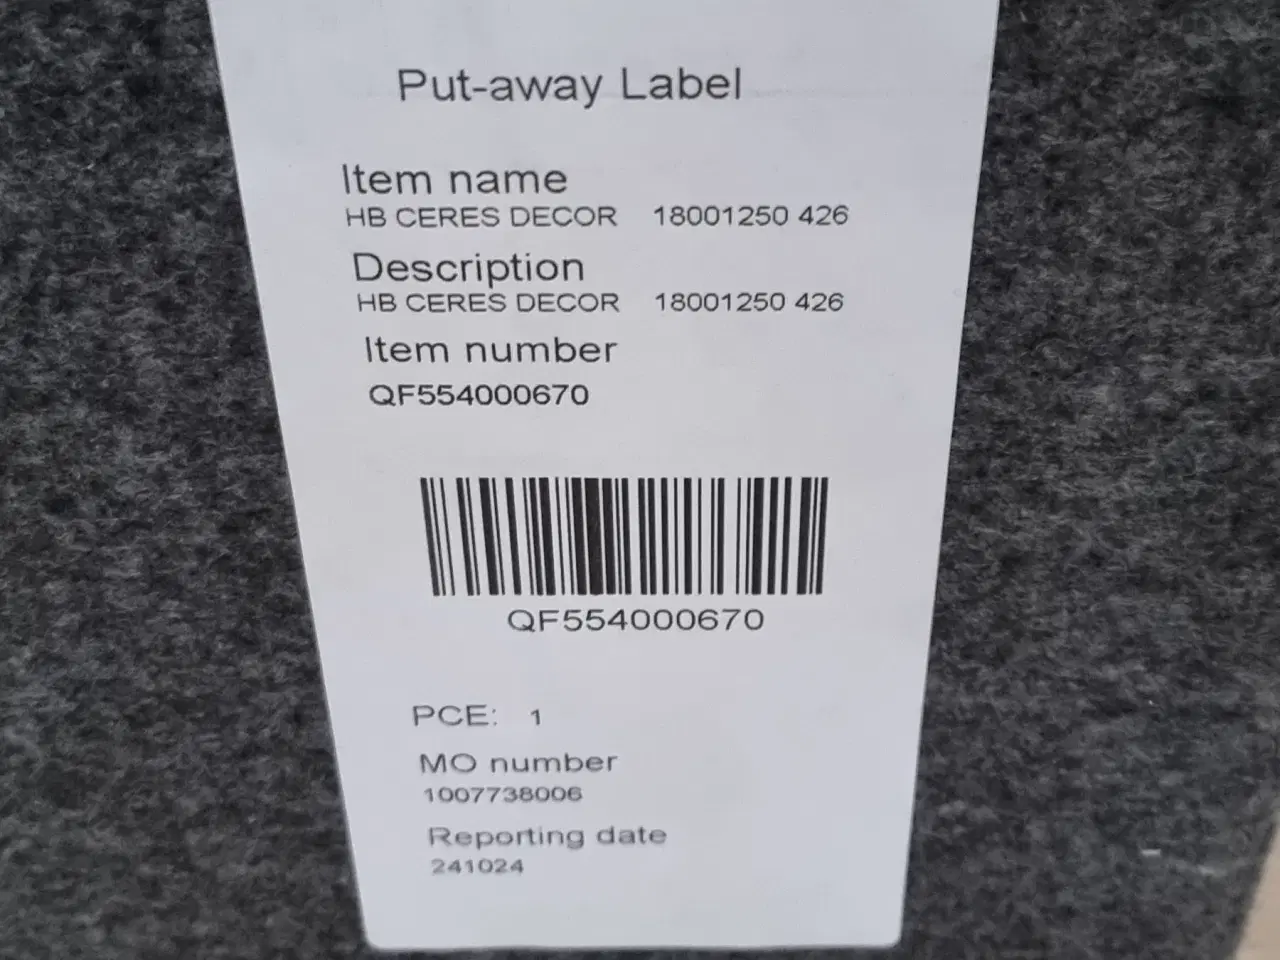 Put-away Label
Item name
HB CERES DECOR 18001250 426
Description
HB CERES DECOR 18001250 426
Item number
QF554000670
QF554000670
PCE: 1
MO number
1007738006
Reporting date
241024